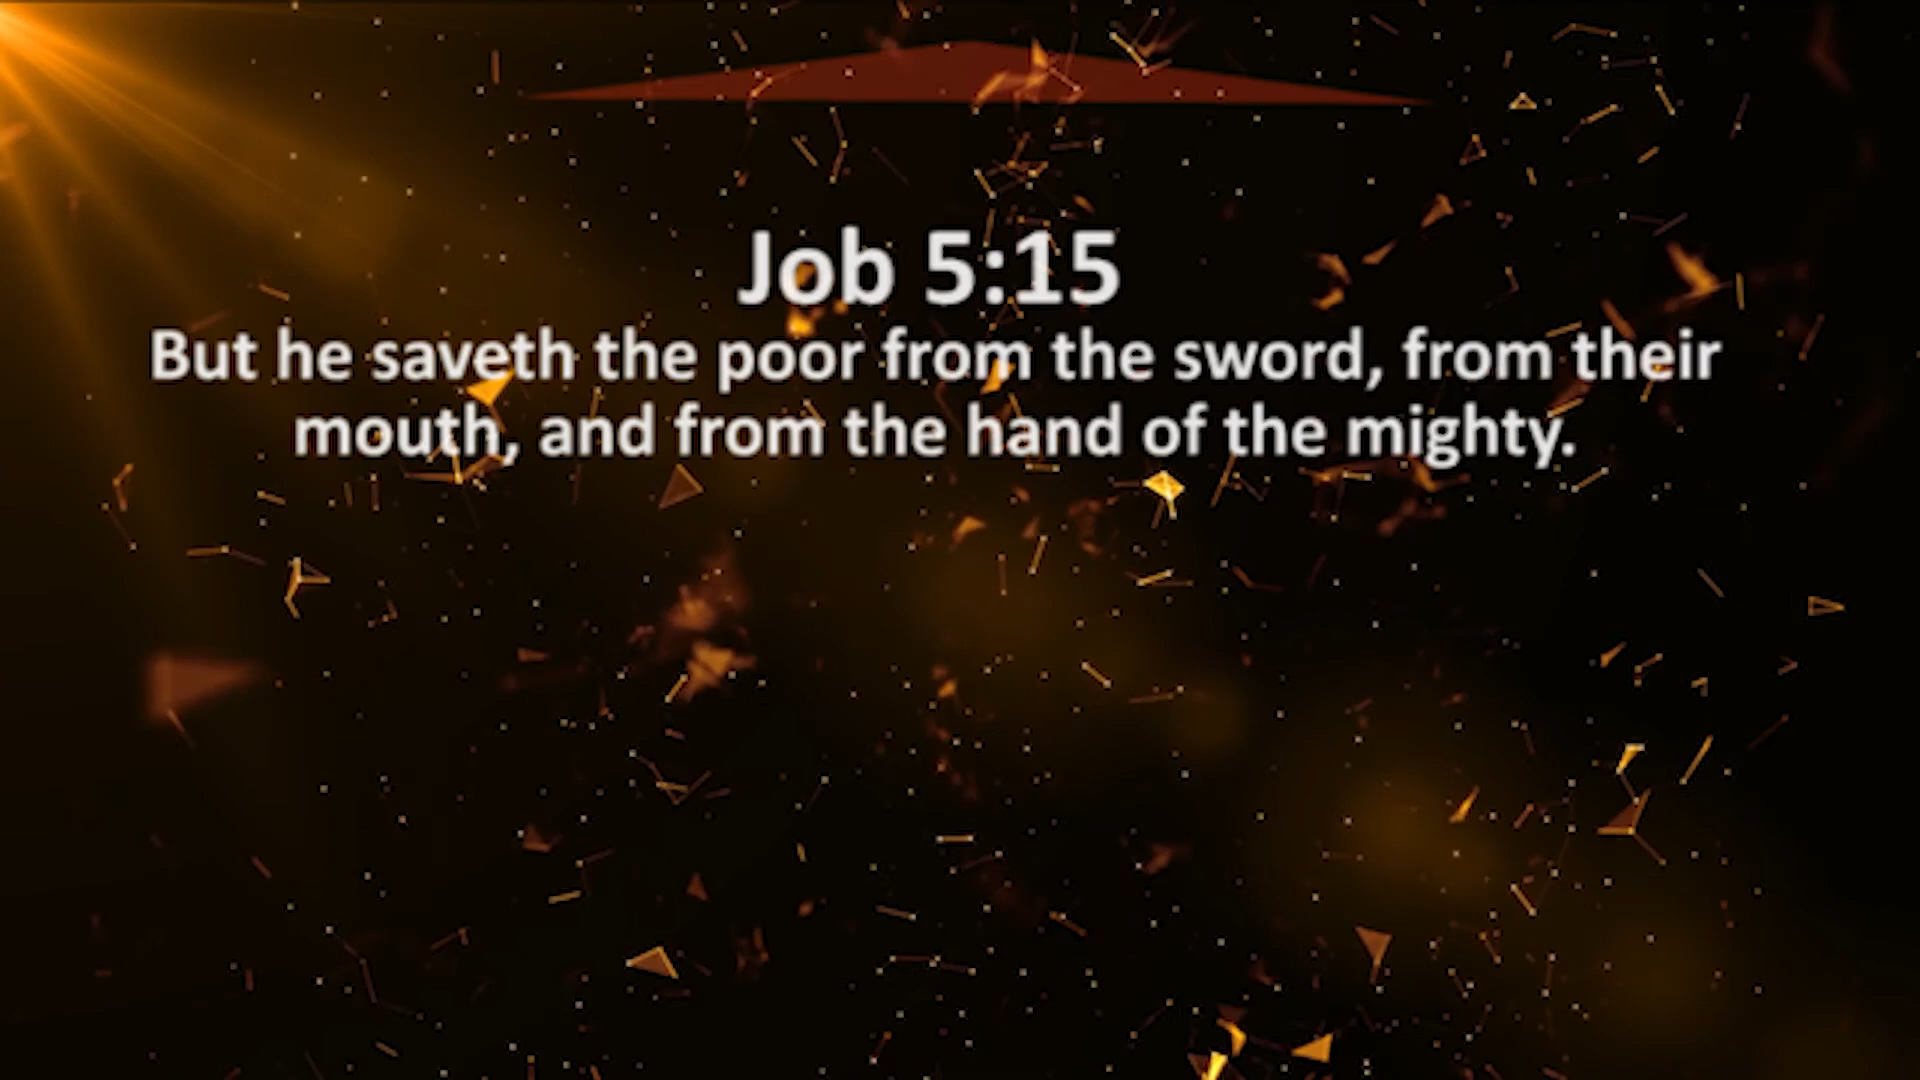 Job 5:15
But he saveth the poor from the sword, from their
mouth, and from the hand of the mighty.